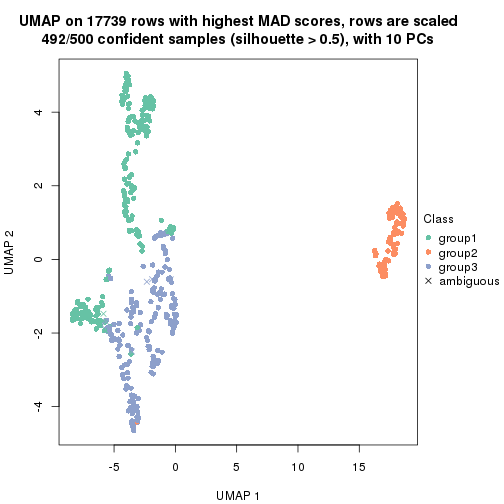 UMAP on 17739 rows with highest MAD scores, rows are scaled
492/500 confident samples (silhouette > 0.5), with 10 PCs
4
2
0
-2
-4
UMAP 2
-5
0
5
10
15
UMAP 1
Class
group1
group2
group3
ambiguous